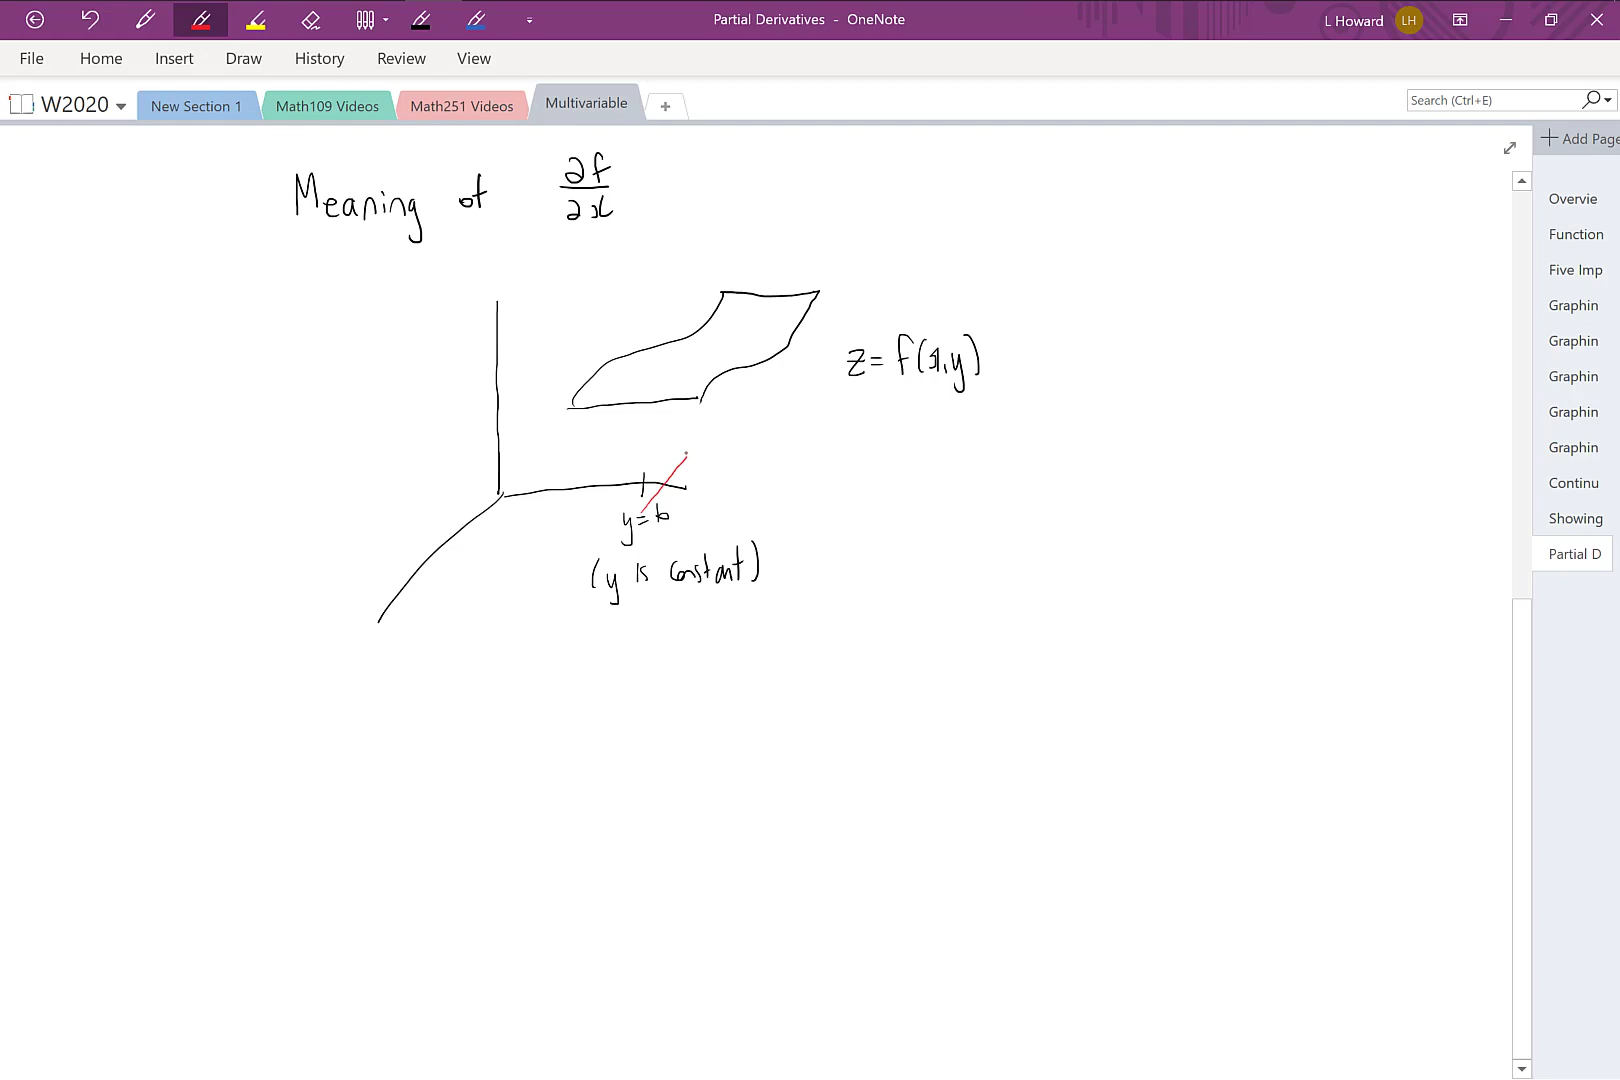 Partial Derivatives - OneNote
L Howard LH
File Home Insert Draw History Review View
W2020 New Section 1 Math109 Videos Math251 Videos Multivariable +
Search (Ctrl+E)
Add Page
Meaning of ∂f/∂x
z = f(x,y)
y = b
(y is constant)
Overvie
Function
Five Imp
Graphin
Graphin
Graphin
Graphin
Graphin
Continu
Showing
Partial D